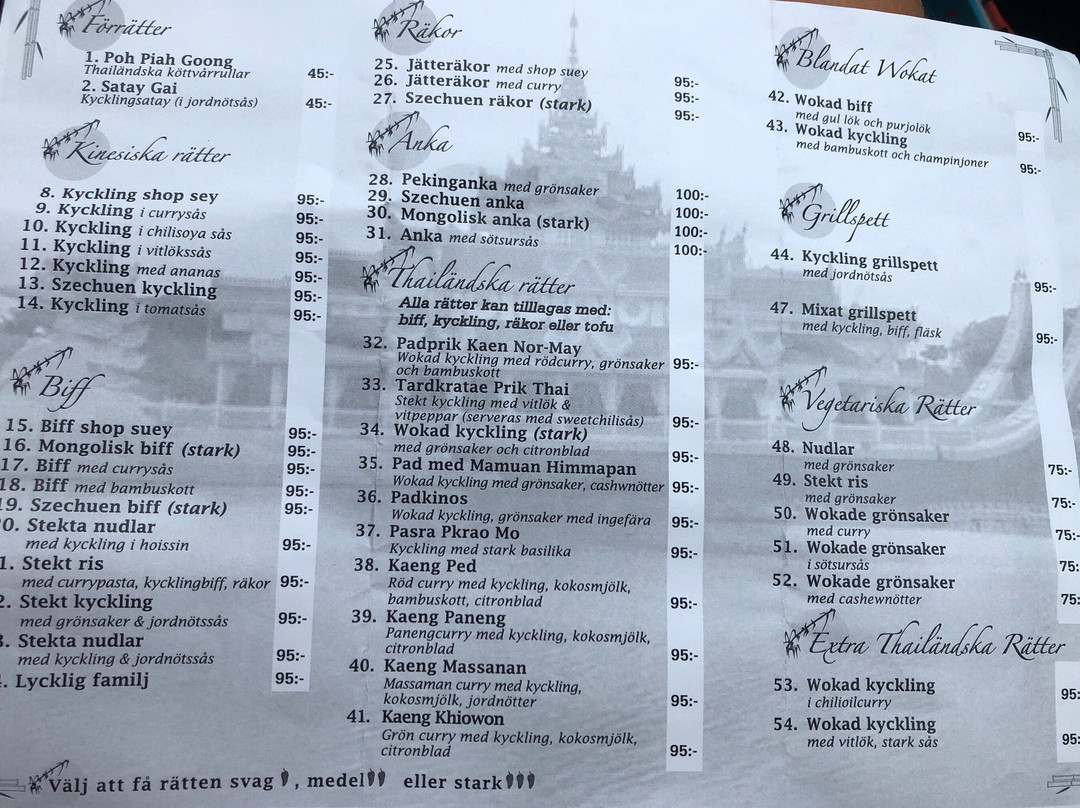 Förrätter
1. Poh Piah Goong
Thailändska köttvårrullar 45:-
2. Satay Gai
Kycklingsatay (i jordnötsås) 45:-
Kinesiska rätter
8. Kyckling shop sey 95:-
9. Kyckling i currysås 95:-
10. Kyckling i chilisoya sås 95:-
11. Kyckling i vitlökssås 95:-
12. Kyckling med ananas 95:-
13. Szechuen kyckling 95:-
14. Kyckling i tomatsås 95:-
Biff
15. Biff shop suey 95:-
16. Mongolisk biff (stark) 95:-
17. Biff med currysås 95:-
18. Biff med bambuskott 95:-
19. Szechuen biff (stark) 95:-
0. Stekta nudlar
med kyckling i hoissin 95:-
1. Stekt ris
med currypasta, kycklingbiff, räkor 95:-
2. Stekt kyckling
med grönsaker & jordnötssås 95:-
3. Stekta nudlar
med kyckling & jordnötssås 95:-
. Lycklig familj 95:-
Räkor
25. Jätteräkor med shop suey 95:-
26. Jätteräkor med curry 95:-
27. Szechuen räkor (stark) 95:-
Anka
28. Pekinganka med grönsaker 100:-
29. Szechuen anka 100:-
30. Mongolisk anka (stark) 100:-
31. Anka med sötsursås 100:-
Thailändska rätter
Alla rätter kan tilllagas med:
biff, kyckling, räkor eller tofu
32. Padprik Kaen Nor-May
Wokad kyckling med rödcurry, grönsaker 95:-
och bambuskott
33. Tardkratae Prik Thai
Stekt kyckling med vitlök &
vitpeppar (serveras med sweetchilisås) 95:-
34. Wokad kyckling (stark)
med grönsaker och citronblad 95:-
35. Pad med Mamuan Himmapan
Wokad kyckling med grönsaker, cashwnötter 95:-
36. Padkinos
Wokad kyckling, grönsaker med ingefära 95:-
37. Pasra Pkrao Mo
Kyckling med stark basilika 95:-
38. Kaeng Ped
Röd curry med kyckling, kokosmjölk,
bambuskott, citronblad 95:-
39. Kaeng Paneng
Panengcurry med kyckling, kokosmjölk,
citronblad 95:-
40. Kaeng Massanan
Massaman curry med kyckling,
kokosmjölk, jordnötter 95:-
41. Kaeng Khiowon
Grön curry med kyckling, kokosmjölk,
citronblad 95:-
Blandat Wokat
42. Wokad biff
med gul lök och purjolök 95:-
43. Wokad kyckling
med bambuskott och champinjoner 95:-
Grillspett
44. Kyckling grillspett
med jordnötsås 95:-
47. Mixat grillspett
med kyckling, biff, fläsk 95:-
Vegetariska Rätter
48. Nudlar
med grönsaker 75:-
49. Stekt ris
med grönsaker 75:-
50. Wokade grönsaker
med curry 75:-
51. Wokade grönsaker
i sötsursås 75:
52. Wokade grönsaker
med cashewnötter 75:
Extra Thailändska Rätter
53. Wokad kyckling
i chilioilcurry 95:
54. Wokad kyckling
med vitlök, stark sås 95:
Välj att få rätten svag , medel eller stark